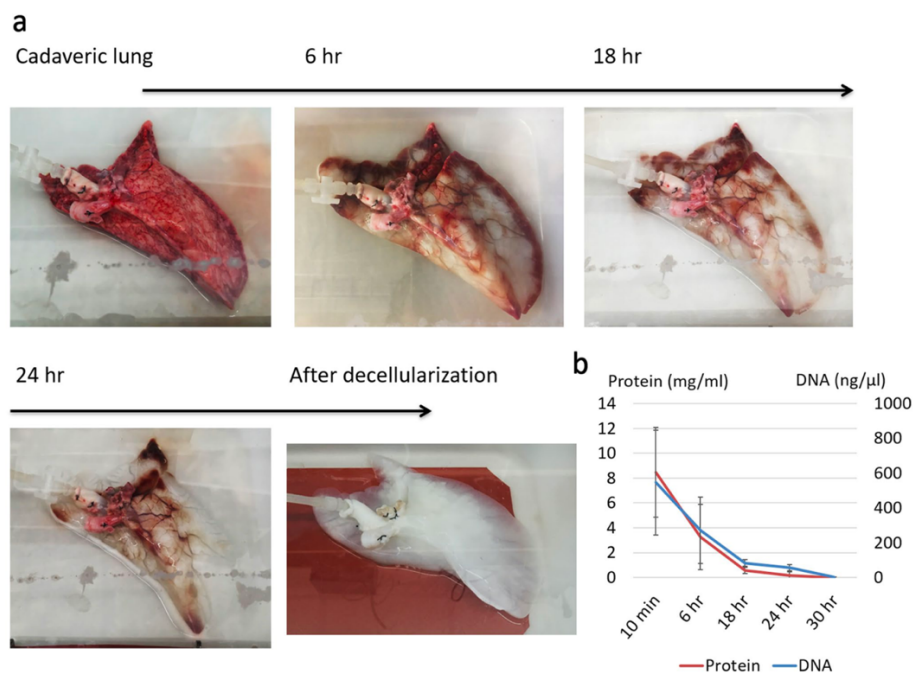 a
Cadaveric lung
6 hr
18 hr
24 hr
After decellularization
b
Protein (mg/ml)
DNA (ng/µl)
14
1000
12
800
10
8
600
6
400
4
200
2
0
0
10 min
6 hr
18 hr
24 hr
30 hr
Protein
DNA